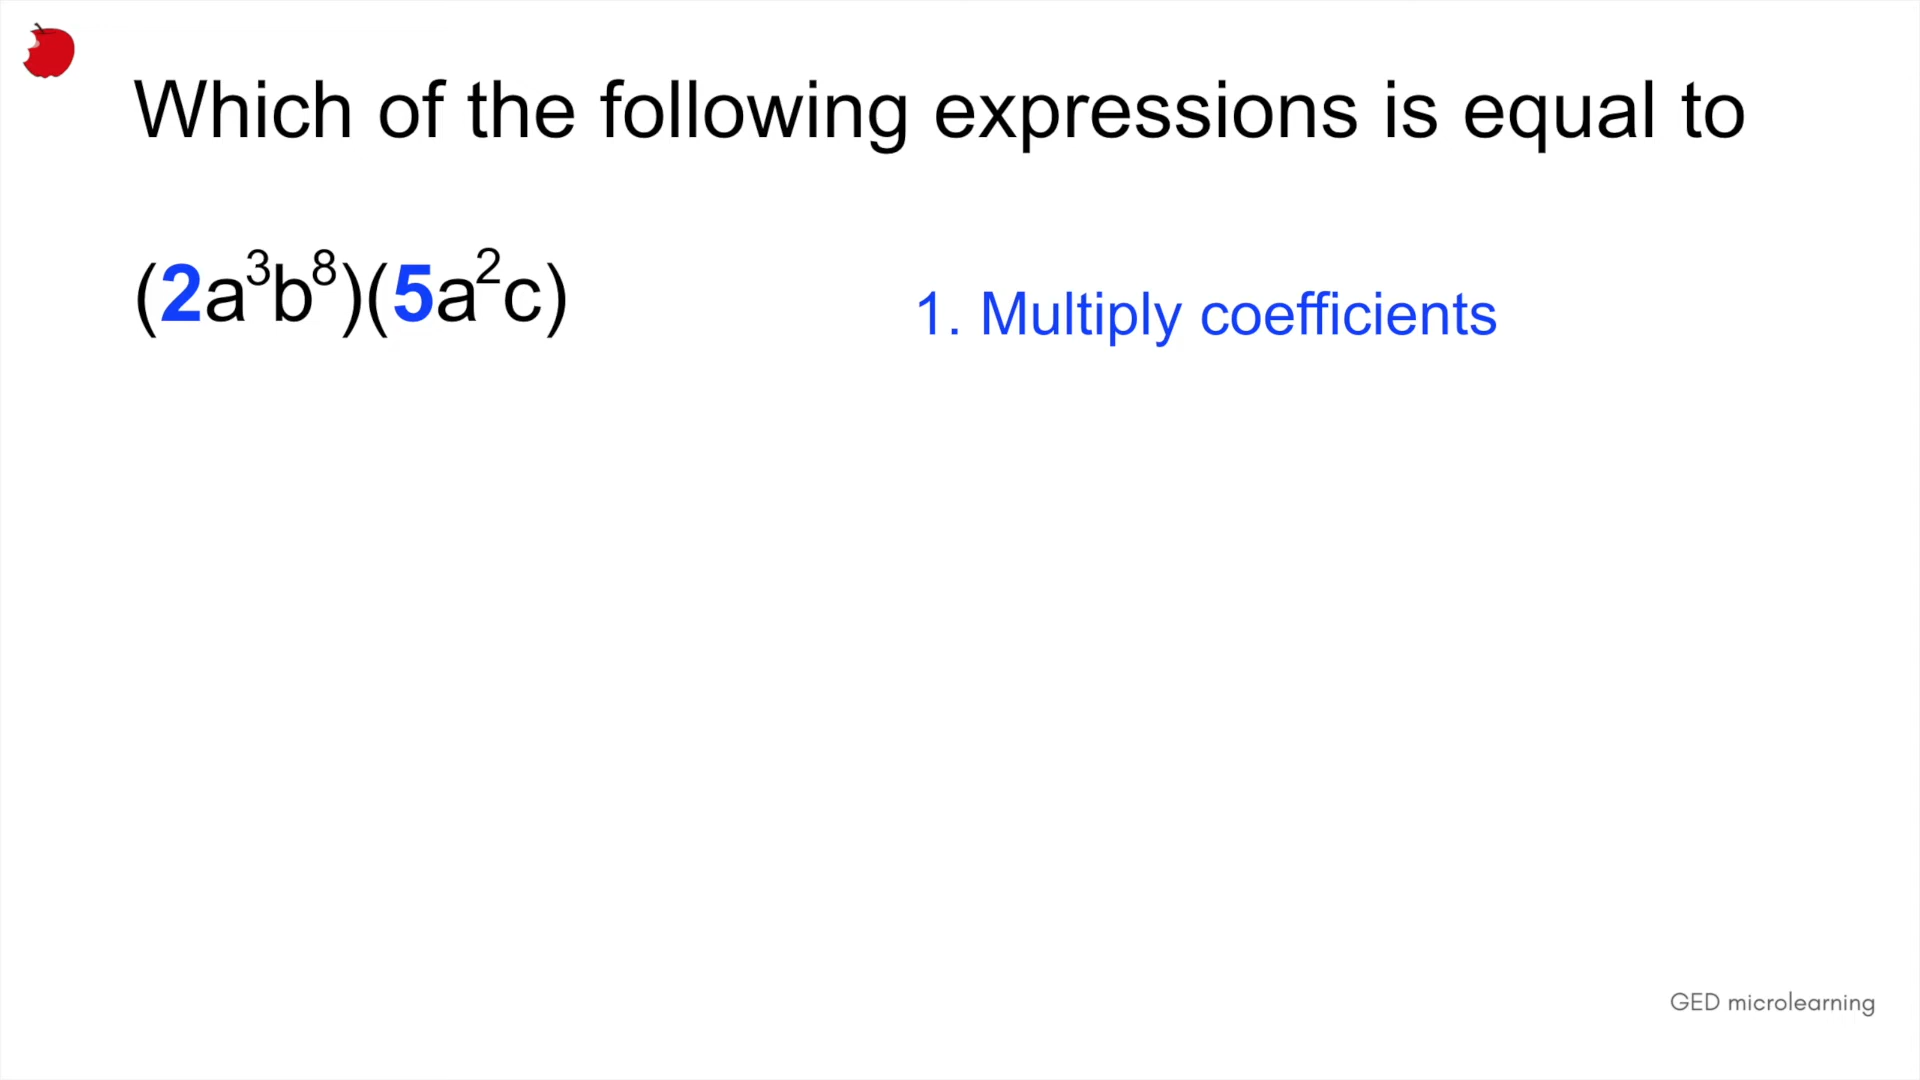 Which of the following expressions is equal to
(2a³b⁸)(5a²c)
1. Multiply coefficients
GED microlearning